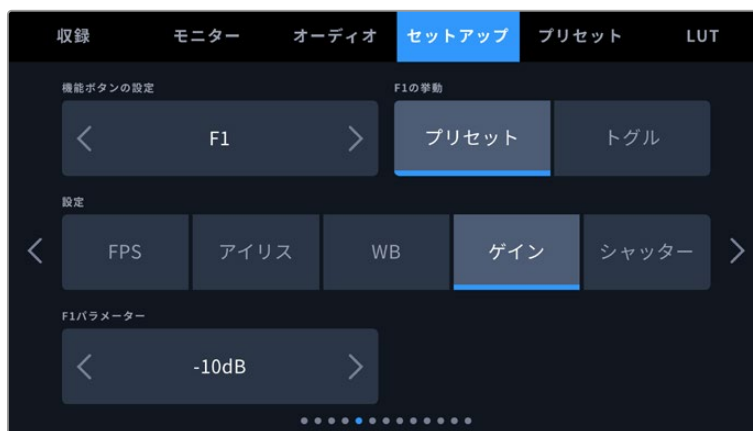 収録 モニター オーディオ セットアップ プリセット LUT
機能ボタンの設定 F1の挙動
F1 プリセット トグル
設定
FPS アイリス WB ゲイン シャッター
F1パラメーター
-10dB